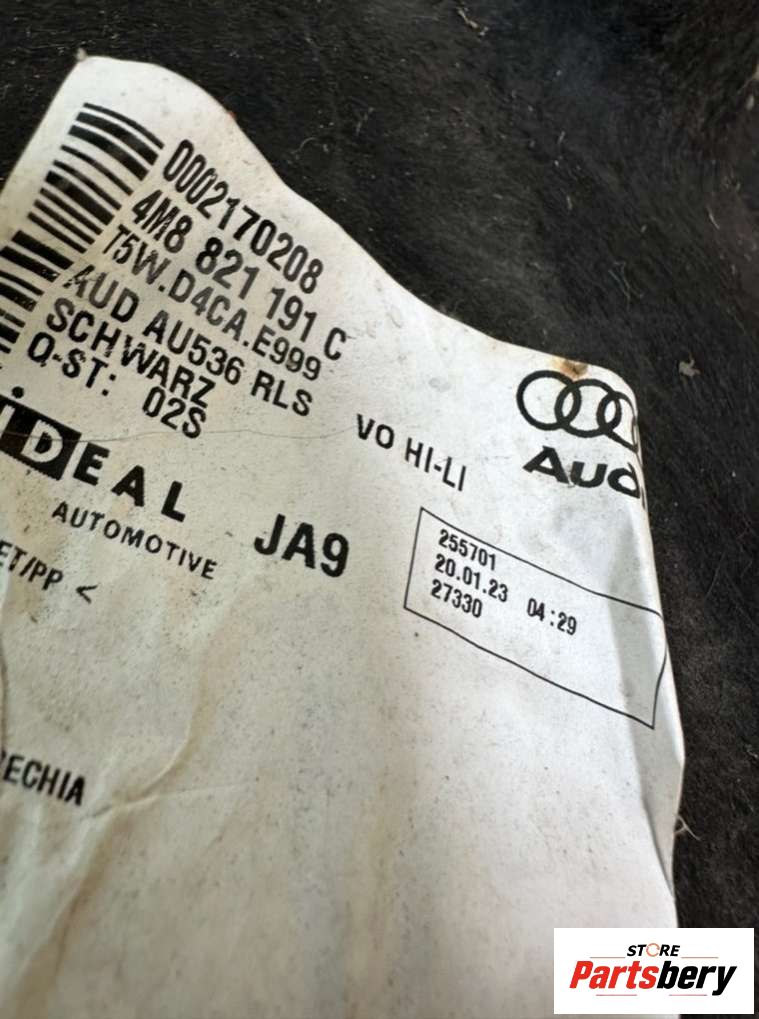 0002170208
4M8 821 191 C
T5W.D4CA.E999
AUD AU536 RLS VO HI-LI
SCHWARZ
Q-ST: 02S
iDEAL
AUTOMOTIVE
JA9
Audi
255701
20.01.23 04:29
27330
ET/PP <
ECHIA
STORE
Partsbery